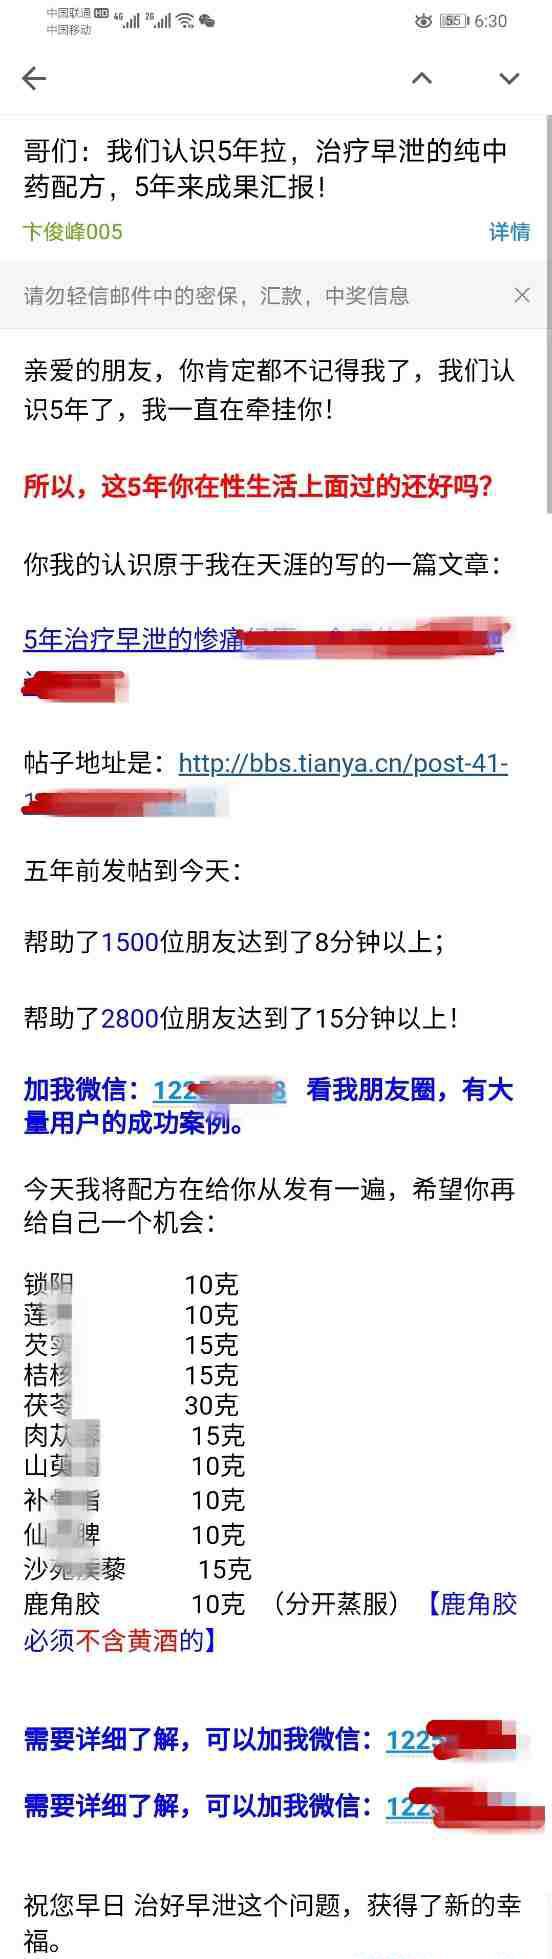 中国联通 HD 4G 2G
中国移动
55 6:30
哥们：我们认识5年拉，治疗早泄的纯中
药配方，5年来成果汇报！
卞俊峰005 详情
请勿轻信邮件中的密保，汇款，中奖信息
亲爱的朋友，你肯定都不记得我了，我们认
识5年了，我一直在牵挂你！
所以，这5年你在性生活上面过的还好吗？
你我的认识原于我在天涯的写的一篇文章：
5年治疗早泄的惨痛
帖子地址是：http://bbs.tianya.cn/post-41-
五年前发帖到今天：
帮助了1500位朋友达到了8分钟以上；
帮助了2800位朋友达到了15分钟以上！
加我微信：122 8 看我朋友圈，有大
量用户的成功案例。
今天我将配方在给你从发有一遍，希望你再
给自己一个机会：
锁阳 10克
莲 10克
芡实 15克
桔核 15克
茯苓 30克
肉苁 15克
山萸 10克
补 10克
仙 脾 10克
沙苑 藜 15克
鹿角胶 10克 （分开蒸服）【鹿角胶
必须不含黄酒的】
需要详细了解，可以加我微信：122
需要详细了解，可以加我微信：122
祝您早日 治好早泄这个问题，获得了新的幸
福。